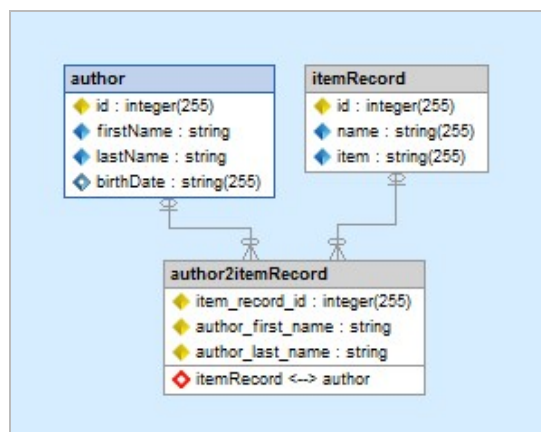 author
id : integer(255)
firstName : string
lastName : string
birthDate : string(255)
itemRecord
id : integer(255)
name : string(255)
item : string(255)
author2itemRecord
item_record_id : integer(255)
author_first_name : string
author_last_name : string
itemRecord <--> author